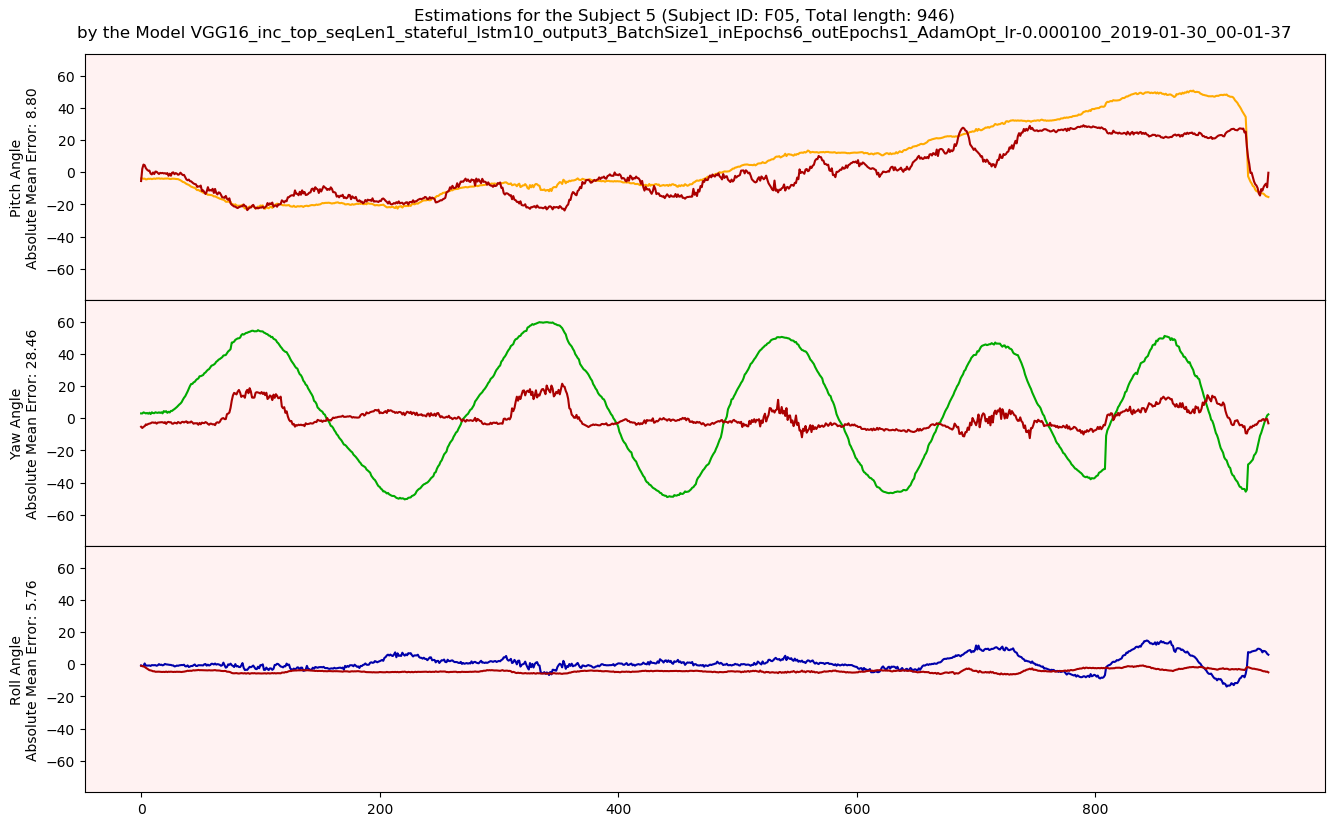 Estimations for the Subject 5 (Subject ID: F05, Total length: 946)
by the Model VGG16_inc_top_seqLen1_stateful_lstm10_output3_BatchSize1_inEpochs6_outEpochs1_AdamOpt_lr-0.000100_2019-01-30_00-01-37
Pitch Angle
Absolute Mean Error: 8.80
60
40
20
0
−20
−40
−60
Yaw Angle
Absolute Mean Error: 28.46
60
40
20
0
−20
−40
−60
Roll Angle
Absolute Mean Error: 5.76
60
40
20
0
−20
−40
−60
0 200 400 600 800